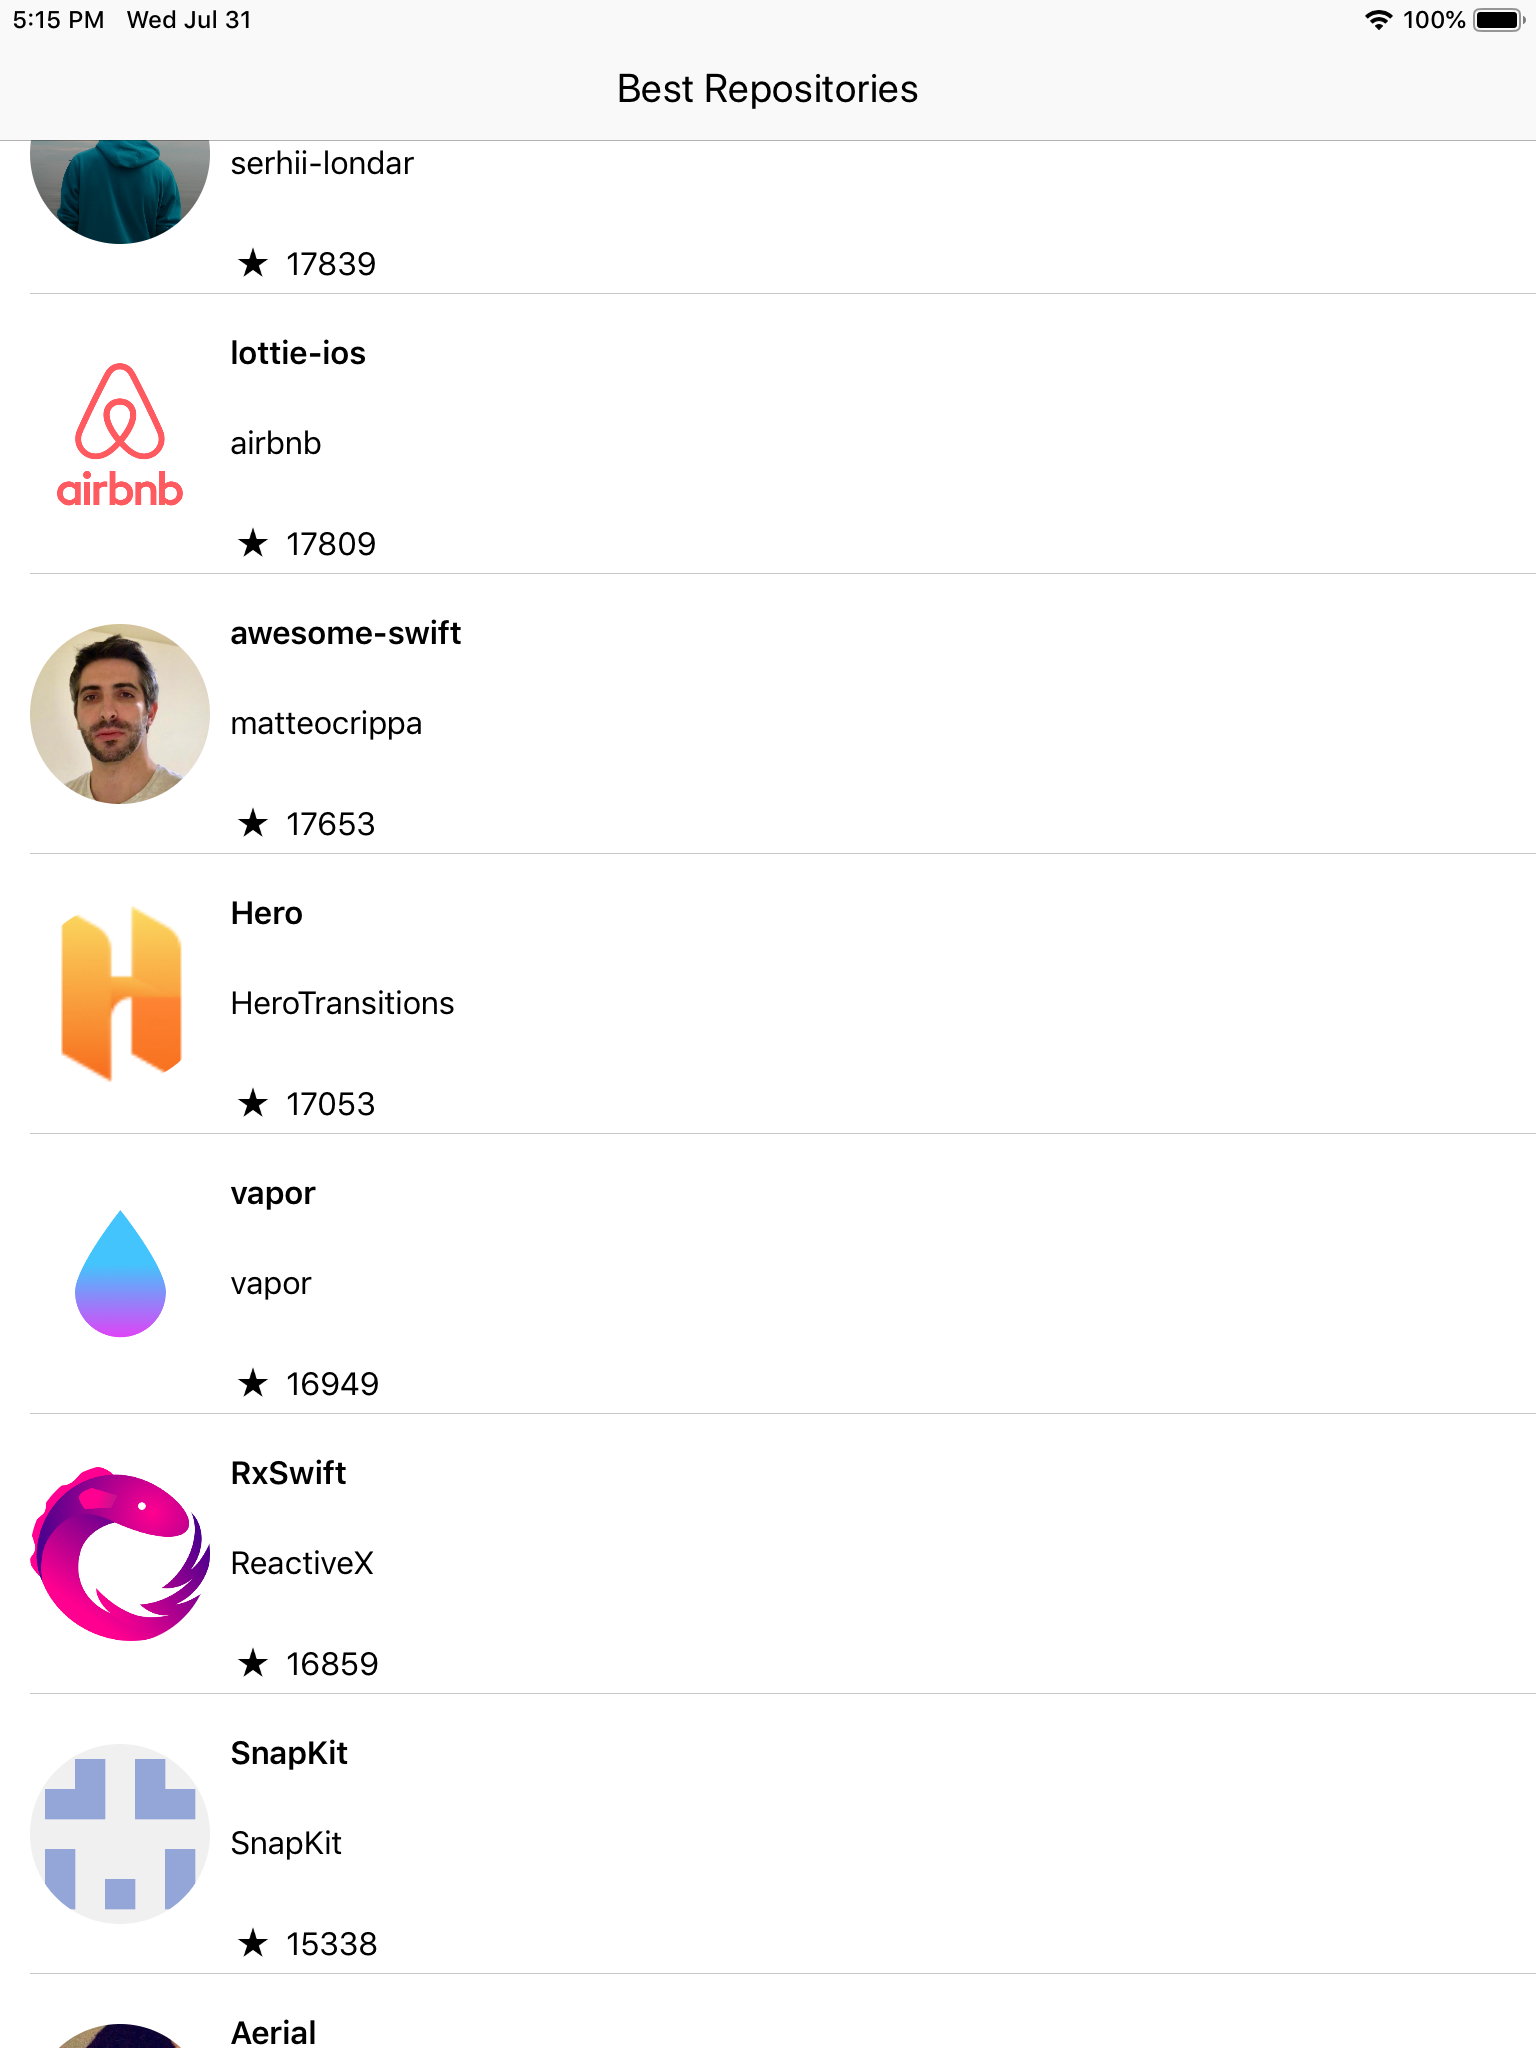 5:15 PM Wed Jul 31 100%
Best Repositories
serhii-londar
★ 17839
lottie-ios
airbnb
airbnb
★ 17809
awesome-swift
matteocrippa
★ 17653
Hero
HeroTransitions
★ 17053
vapor
vapor
★ 16949
RxSwift
ReactiveX
★ 16859
SnapKit
SnapKit
★ 15338
Aerial